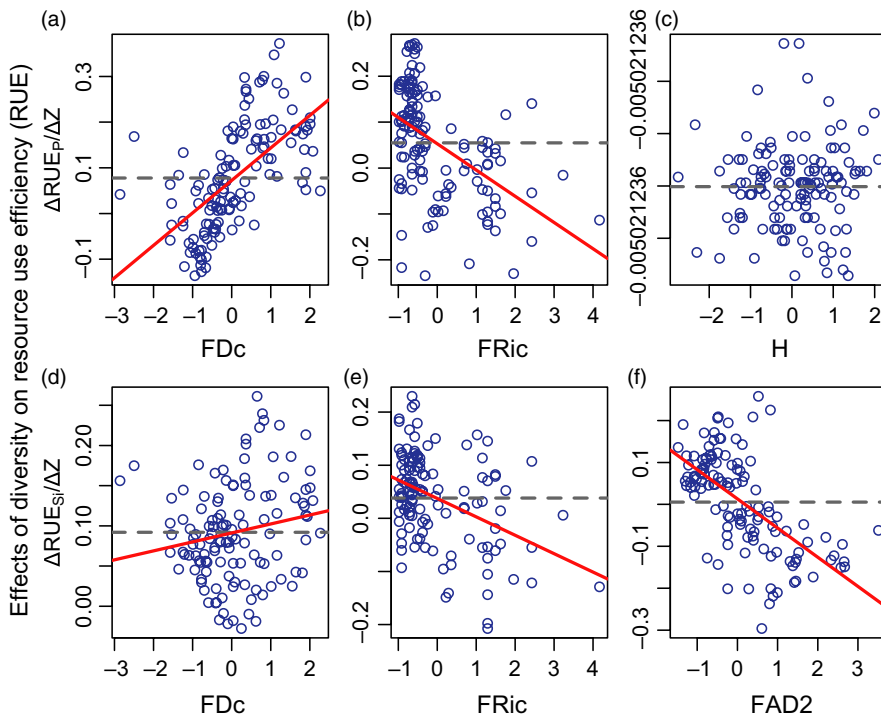 Effects of diversity on resource use efficiency (RUE)
ΔRUEP/ΔZ
(a)
0.3
0.1
−0.1
−3 −2 −1 0 1 2
FDc
(b)
0.2
0.0
−0.2
−1 0 1 2 3 4
FRic
(c)
−0.005021236
−0.005021236
−0.005021236
−2 −1 0 1 2
H
ΔRUESi/ΔZ
(d)
0.20
0.10
0.00
−3 −2 −1 0 1 2
FDc
(e)
0.2
0.1
0.0
−0.2
−1 0 1 2 3 4
FRic
(f)
0.1
−0.1
−0.3
−1 0 1 2 3
FAD2